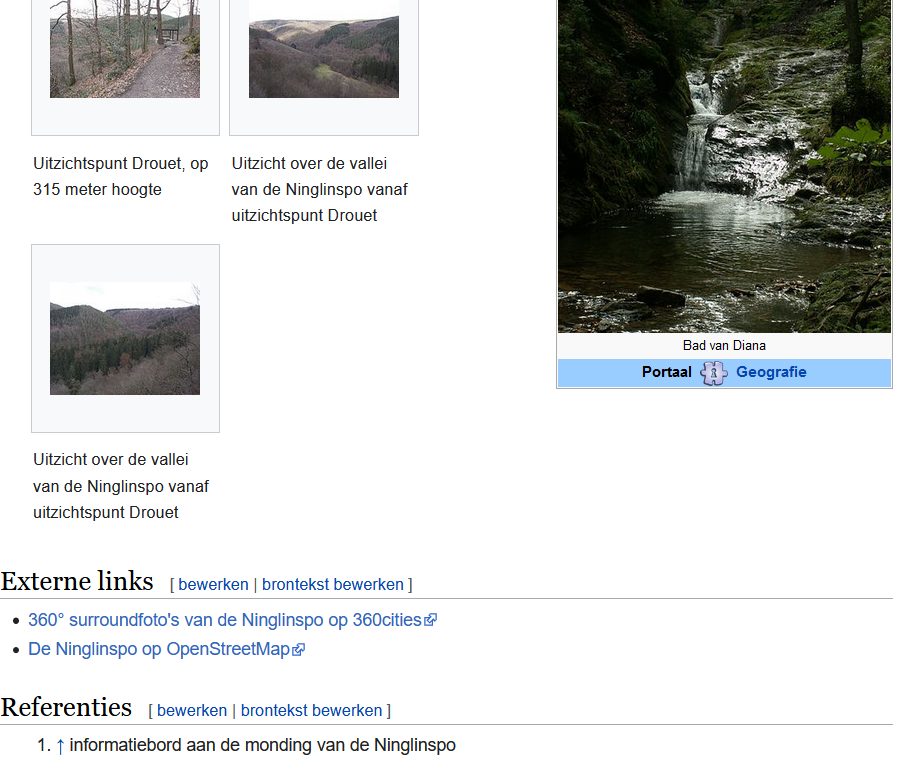 Uitzichtspunt Drouet, op
315 meter hoogte
Uitzicht over de vallei
van de Ninglinspo vanaf
uitzichtspunt Drouet
Uitzicht over de vallei
van de Ninglinspo vanaf
uitzichtspunt Drouet
Bad van Diana
Portaal Geografie
Externe links [ bewerken | brontekst bewerken ]
• 360° surroundfoto's van de Ninglinspo op 360cities
• De Ninglinspo op OpenStreetMap
Referenties [ bewerken | brontekst bewerken ]
1. ↑ informatiebord aan de monding van de Ninglinspo